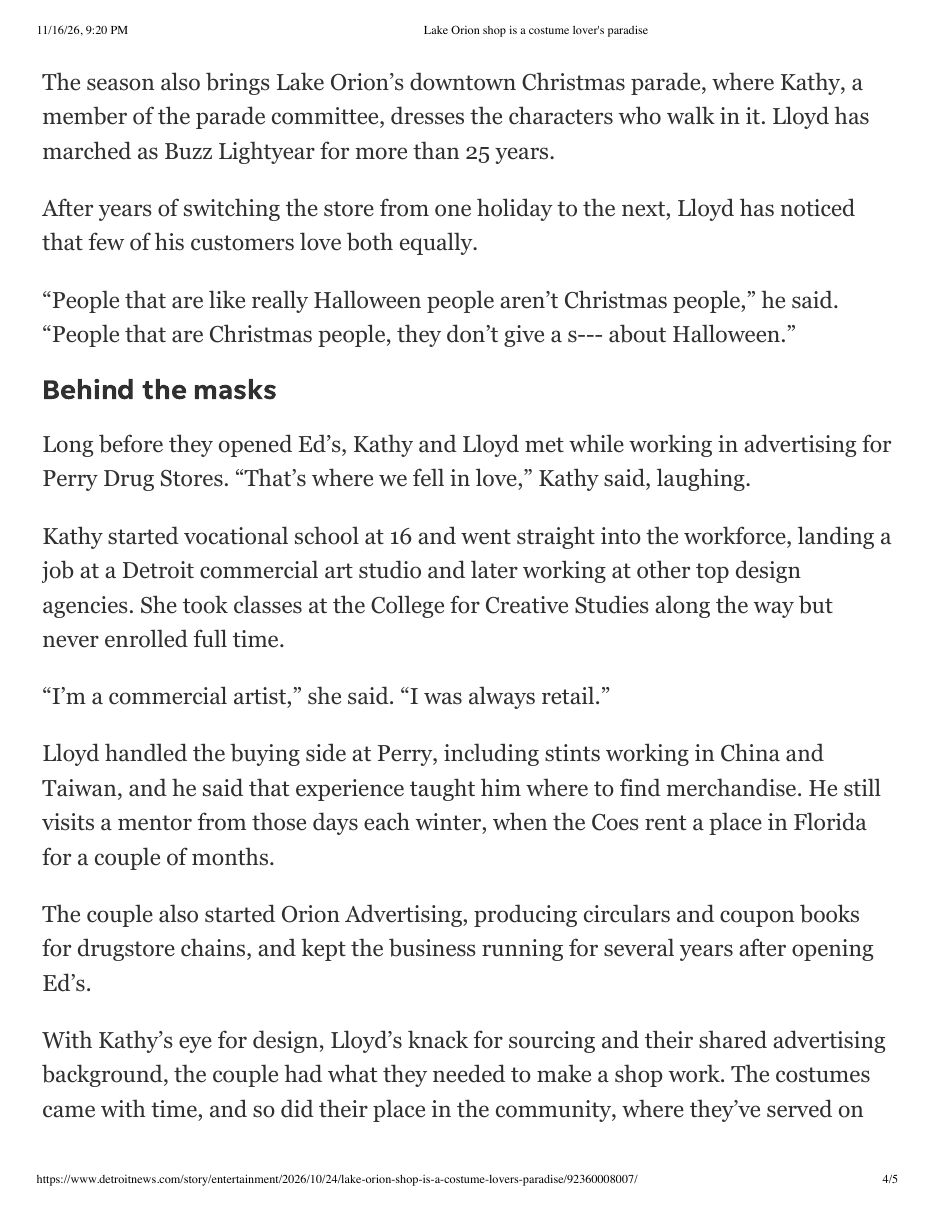 11/16/26, 9:20 PM
Lake Orion shop is a costume lover's paradise
The season also brings Lake Orion’s downtown Christmas parade, where Kathy, a
member of the parade committee, dresses the characters who walk in it. Lloyd has
marched as Buzz Lightyear for more than 25 years.
After years of switching the store from one holiday to the next, Lloyd has noticed
that few of his customers love both equally.
“People that are like really Halloween people aren’t Christmas people,” he said.
“People that are Christmas people, they don’t give a s--- about Halloween.”
Behind the masks
Long before they opened Ed’s, Kathy and Lloyd met while working in advertising for
Perry Drug Stores. “That’s where we fell in love,” Kathy said, laughing.
Kathy started vocational school at 16 and went straight into the workforce, landing a
job at a Detroit commercial art studio and later working at other top design
agencies. She took classes at the College for Creative Studies along the way but
never enrolled full time.
“I’m a commercial artist,” she said. “I was always retail.”
Lloyd handled the buying side at Perry, including stints working in China and
Taiwan, and he said that experience taught him where to find merchandise. He still
visits a mentor from those days each winter, when the Coes rent a place in Florida
for a couple of months.
The couple also started Orion Advertising, producing circulars and coupon books
for drugstore chains, and kept the business running for several years after opening
Ed’s.
With Kathy’s eye for design, Lloyd’s knack for sourcing and their shared advertising
background, the couple had what they needed to make a shop work. The costumes
came with time, and so did their place in the community, where they’ve served on
https://www.detroitnews.com/story/entertainment/2026/10/24/lake-orion-shop-is-a-costume-lovers-paradise/92360008007/
4/5